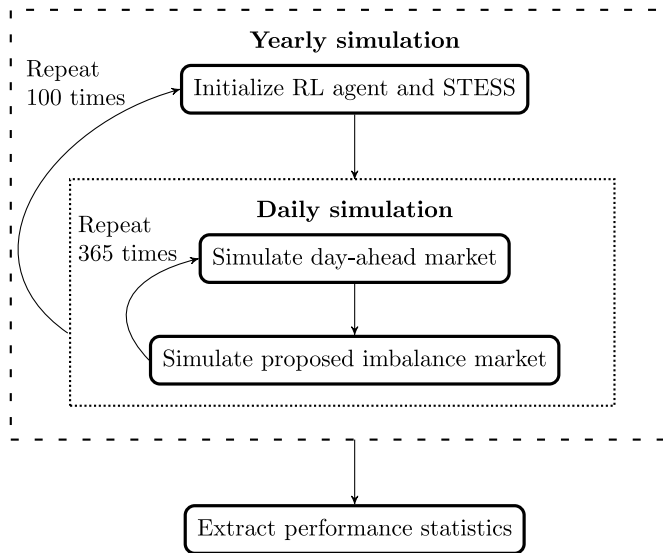 Yearly simulation
Repeat
100 times
Initialize RL agent and STESS
Daily simulation
Repeat
365 times
Simulate day-ahead market
Simulate proposed imbalance market
Extract performance statistics